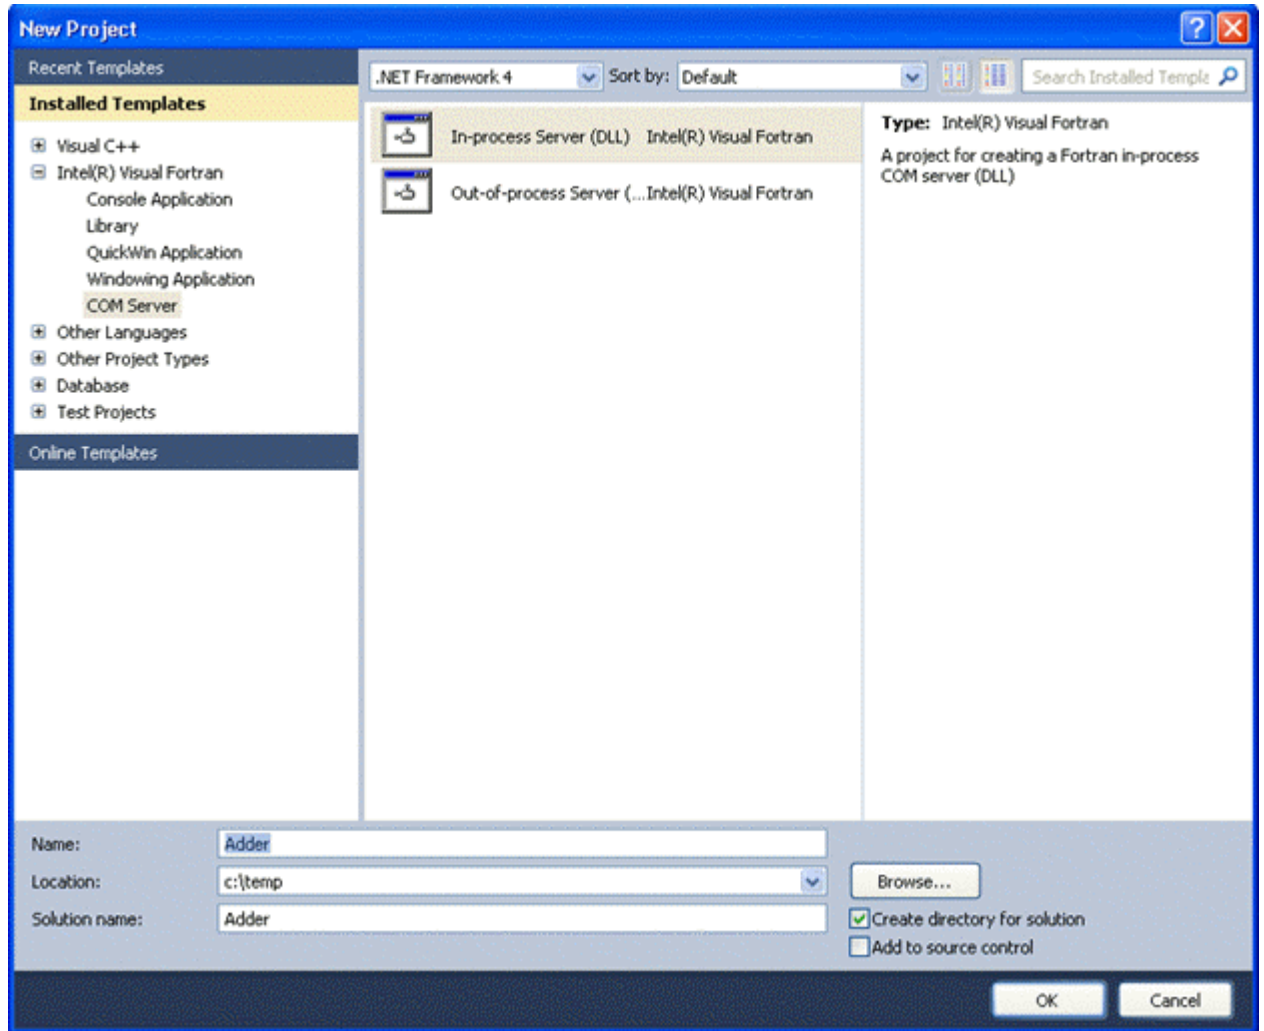 New Project
Recent Templates
Installed Templates
Visual C++
Intel(R) Visual Fortran
Console Application
Library
QuickWin Application
Windowing Application
COM Server
Other Languages
Other Project Types
Database
Test Projects
Online Templates
.NET Framework 4 Sort by: Default
In-process Server (DLL) Intel(R) Visual Fortran
Out-of-process Server (...Intel(R) Visual Fortran
Search Installed Templa
Type: Intel(R) Visual Fortran
A project for creating a Fortran in-process
COM server (DLL)
Name: Adder
Location: c:\temp Browse...
Solution name: Adder
Create directory for solution
Add to source control
OK Cancel